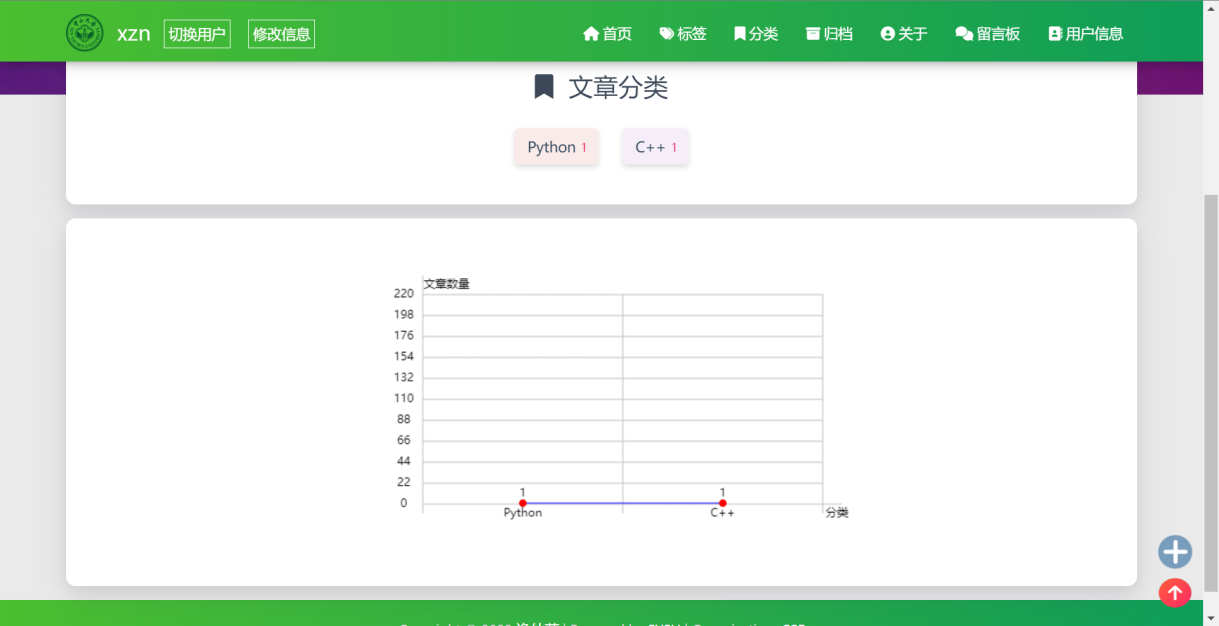 xzn 切换用户 修改信息 首页 标签 分类 归档 关于 留言板 用户信息
文章分类
Python 1 C++ 1
文章数量
220
198
176
154
132
110
88
66
44
22
0
1 1
Python C++ 分类